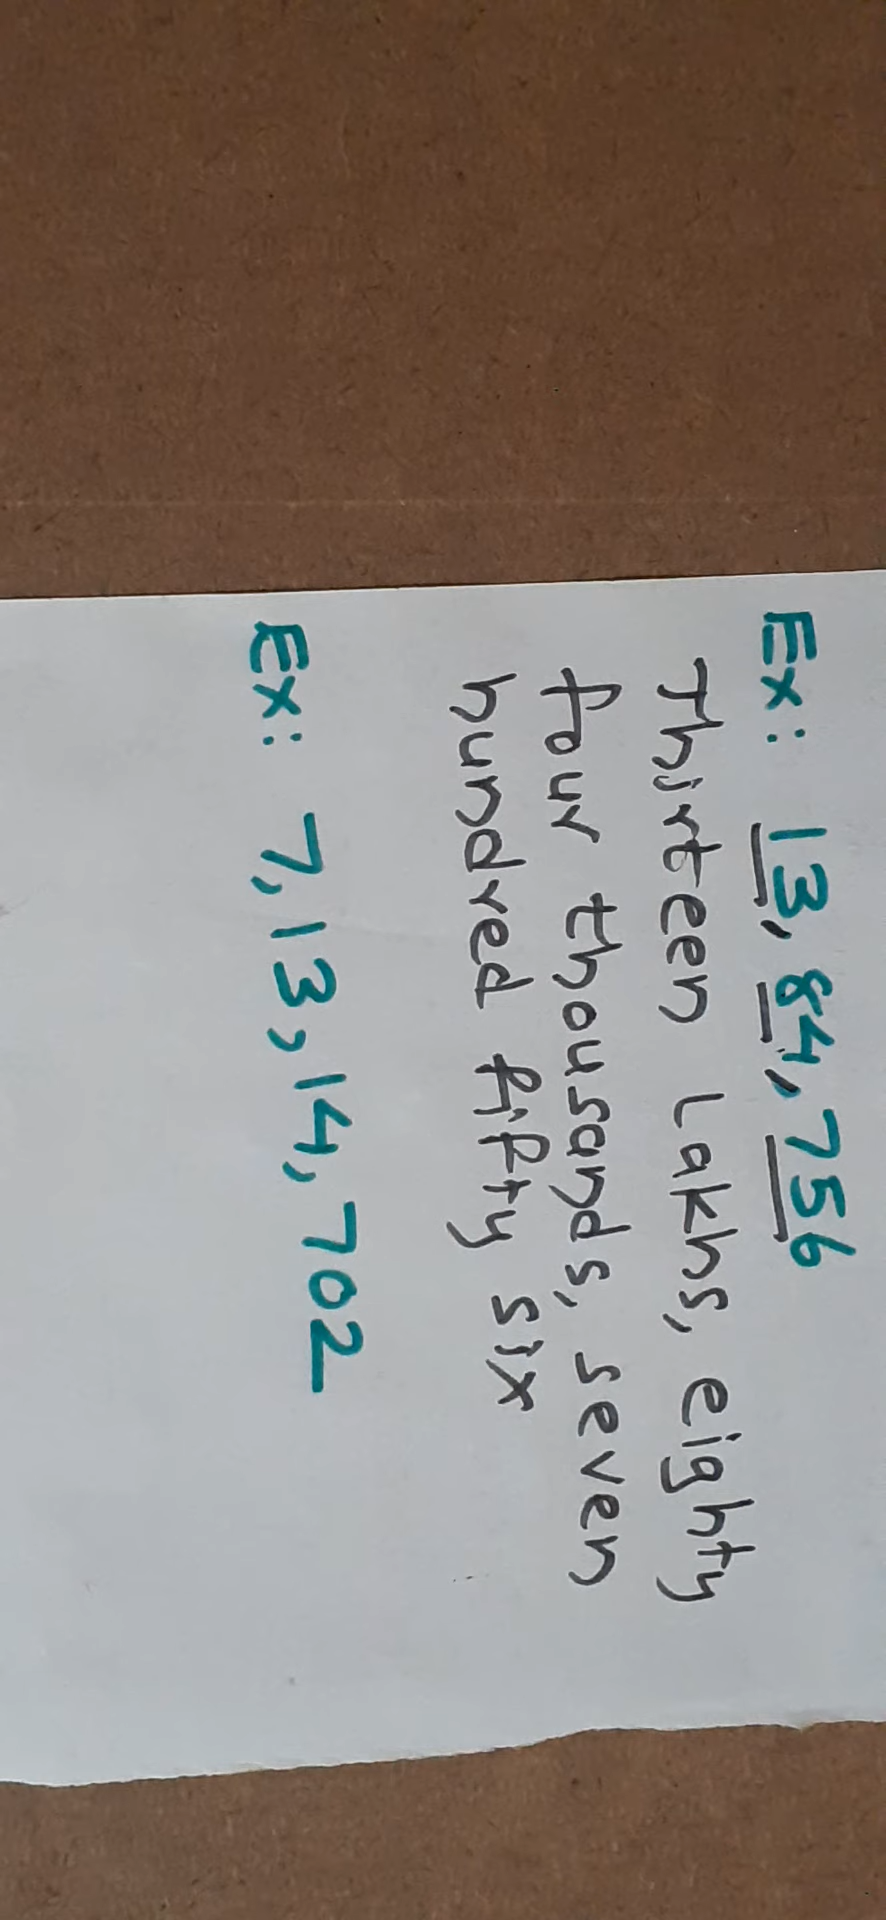 Ex: 13,84,756
Thirteen Lakhs, eighty
four thousands, seven
hundred fifty six
Ex: 7,13,14,702